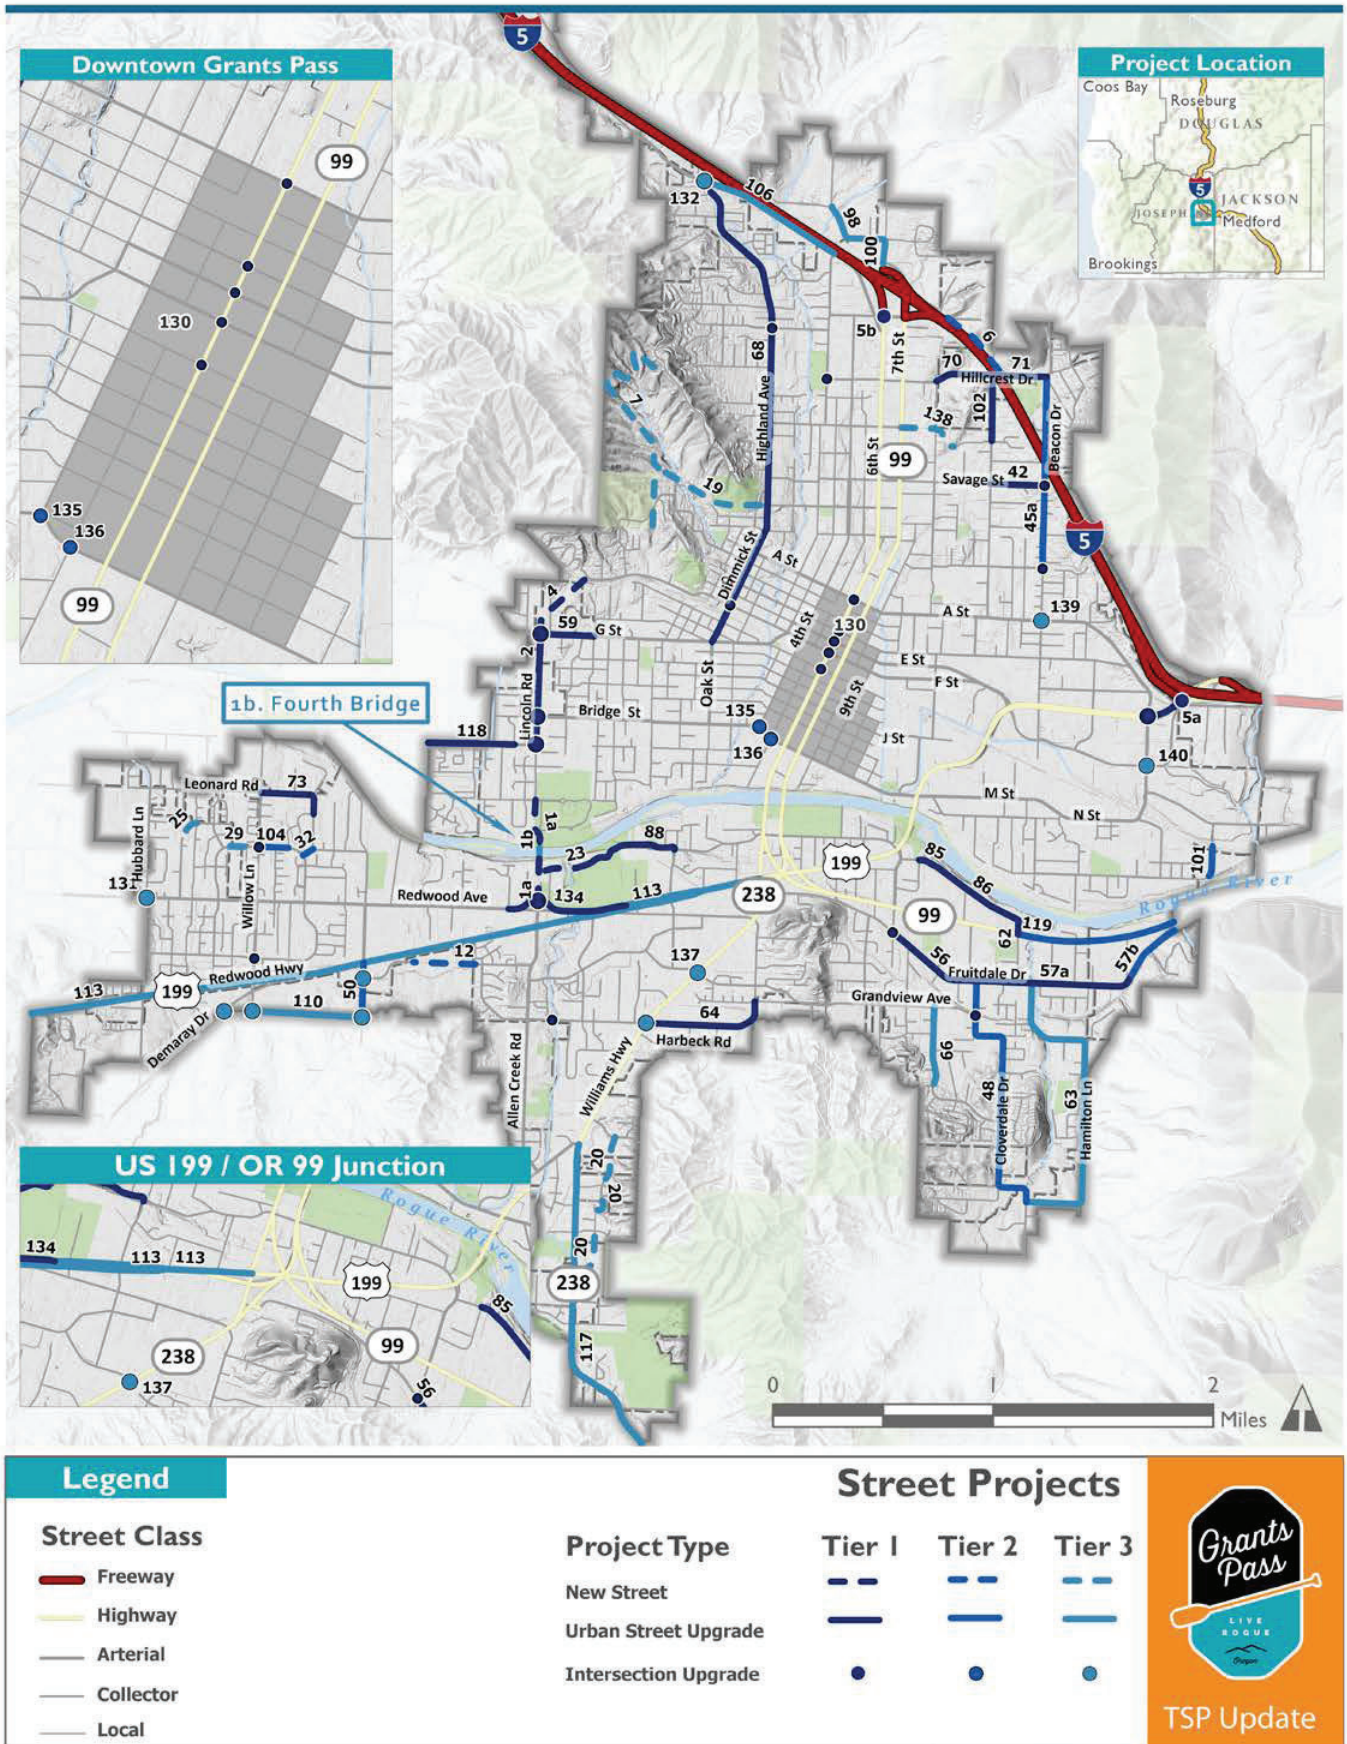 5
Downtown Grants Pass
99
130
135
136
99
Project Location
Coos Bay
Roseburg
DOUGLAS
5
JACKSON
Medford
Brookings
132
106
98
100
5b
7th St
6
70
71
Hillcrest Dr
102
138
68
Highland Ave
7
19
6th St
99
Beacon Dr
Savage St
42
45a
5
Dimmick St
A St
4
59
G St
2
Lincoln Rd
4th St
130
A St
139
E St
F St
Oak St
9th St
1b. Fourth Bridge
Bridge St
118
135
136
J St
5a
140
M St
N St
Leonard Rd
73
Hubbard Ln
25
29
104
32
Willow Ln
1a
1b
23
88
1a
134
113
Redwood Ave
199
238
85
86
99
119
62
101
Rogue River
56
Fruitdale Dr
57a
57b
12
137
Redwood Hwy
199
113
50
110
Demaray Dr
Grandview Ave
64
Harbeck Rd
Allen Creek Rd
Williams Hwy
66
48
Cloverdale Dr
63
Hamilton Ln
20
20
20
238
117
US 199 / OR 99 Junction
Rogue River
134
113
113
199
85
99
238
137
56
0
1
2
Miles
Legend
Street Class
Freeway
Highway
Arterial
Collector
Local
Street Projects
Project Type
Tier 1
Tier 2
Tier 3
New Street
Urban Street Upgrade
Intersection Upgrade
Grants
Pass
LIVE
ROGUE
Oregon
TSP Update